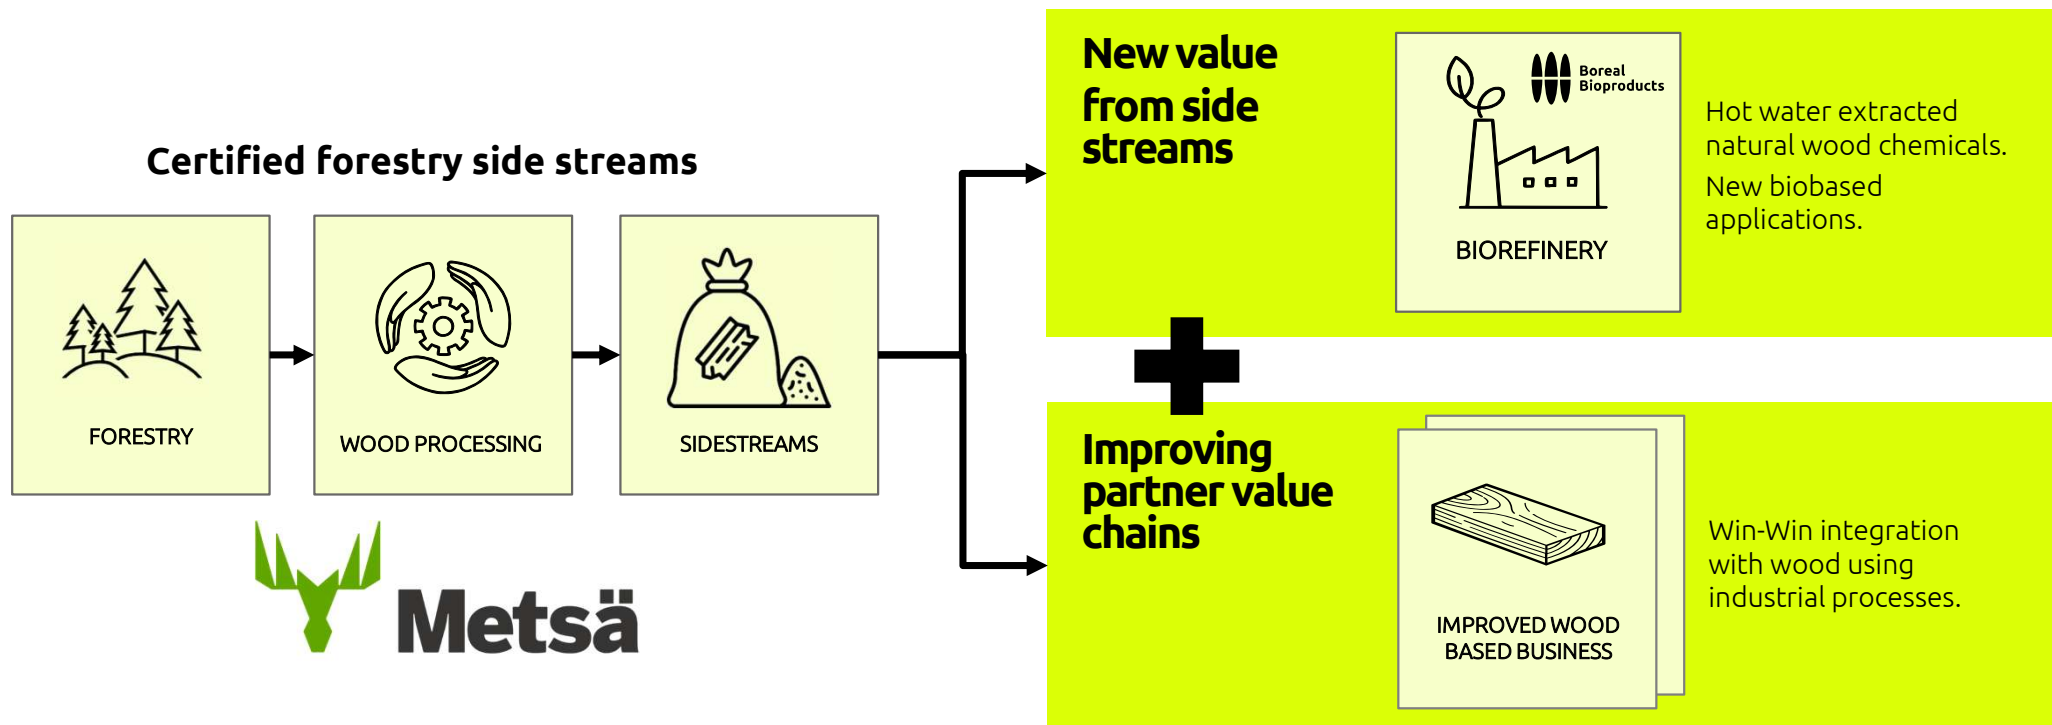 Certified forestry side streams
FORESTRY
WOOD PROCESSING
SIDESTREAMS
Metsä
New value
from side
streams
Boreal
Bioproducts
BIOREFINERY
Hot water extracted
natural wood chemicals.
New biobased
applications.
Improving
partner value
chains
IMPROVED WOOD
BASED BUSINESS
Win-Win integration
with wood using
industrial processes.